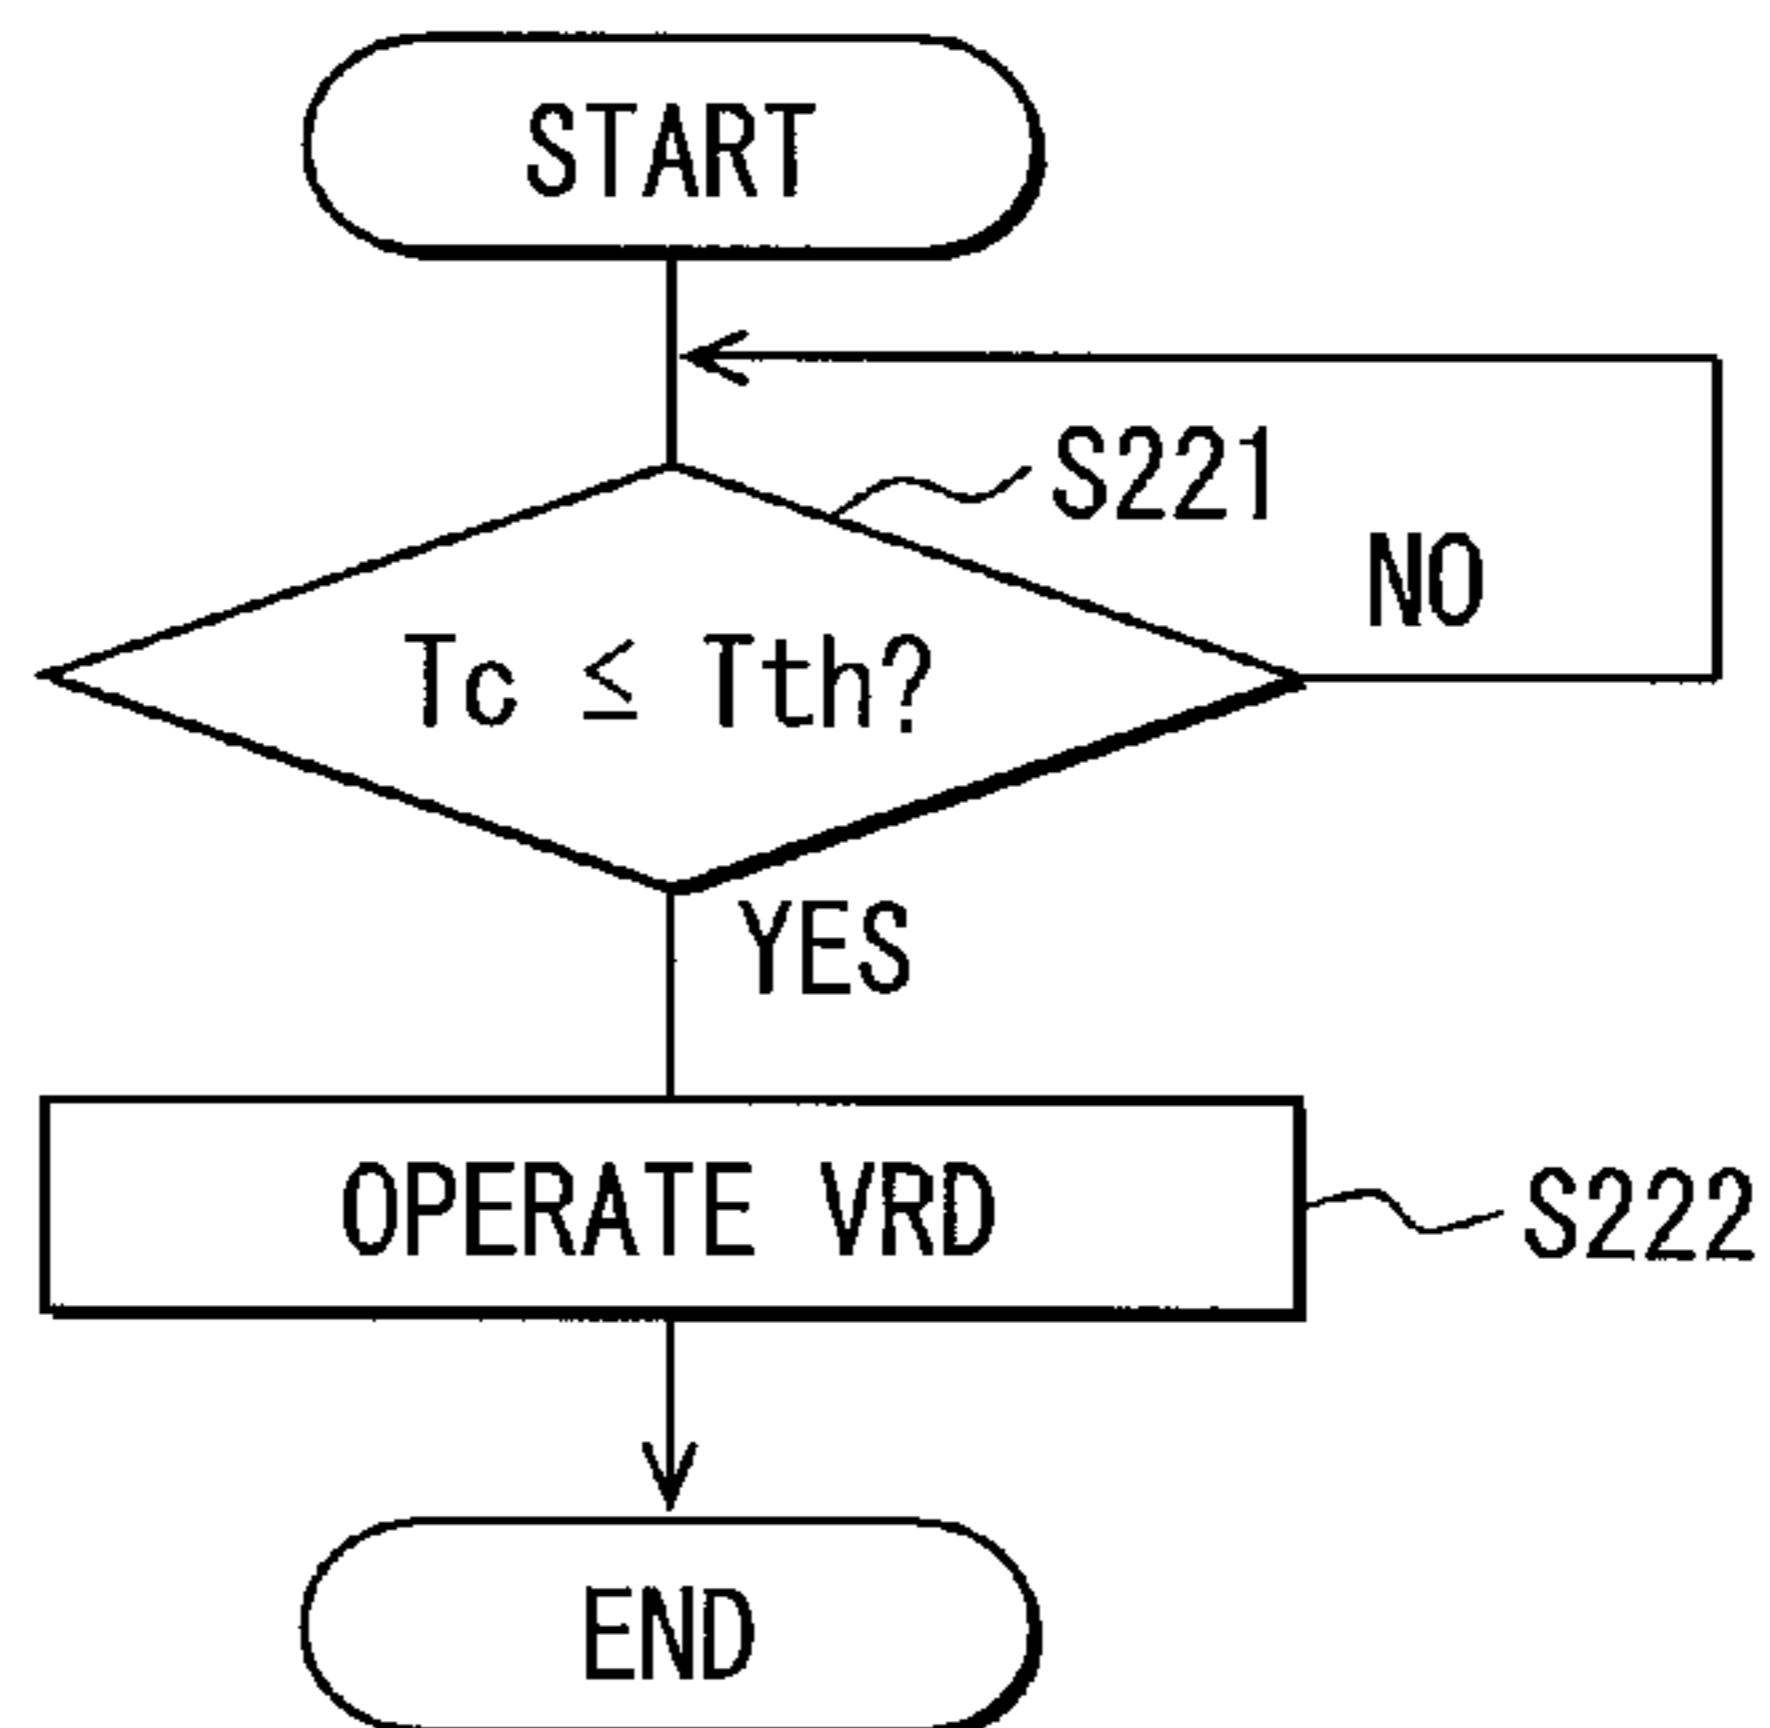 START
S221
NO
Tc ≤ Tth?
YES
OPERATE VRD
S222
END